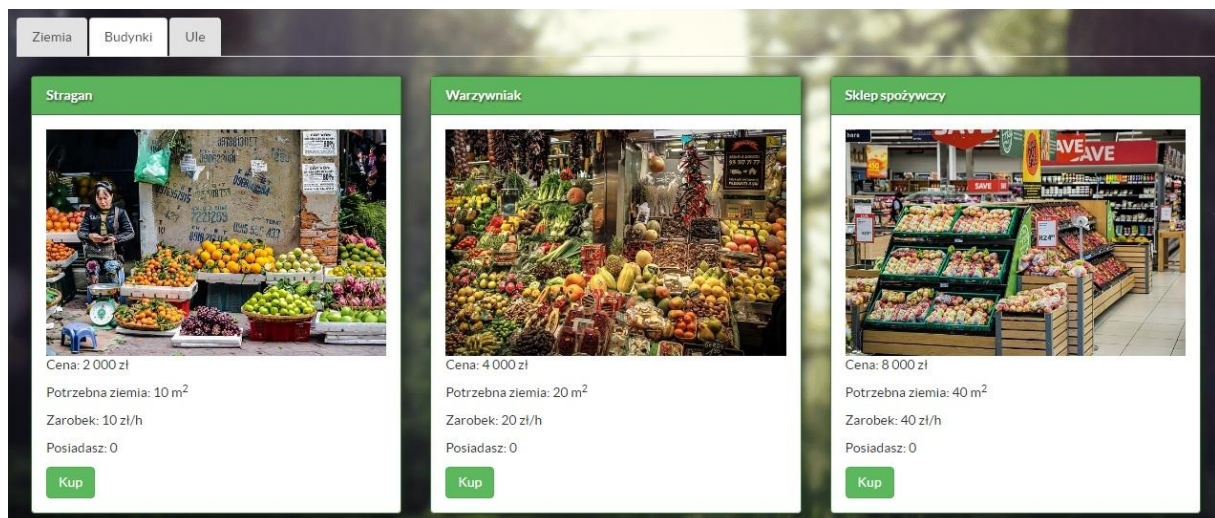 Ziemia
Budynki
Ule
Stragan
Cena: 2 000 zł
Potrzebna ziemia: 10 m²
Zarobek: 10 zł/h
Posiadasz: 0
Kup
Warzywniak
Cena: 4 000 zł
Potrzebna ziemia: 20 m²
Zarobek: 20 zł/h
Posiadasz: 0
Kup
Sklep spożywczy
SAVE
SAVE
Cena: 8 000 zł
Potrzebna ziemia: 40 m²
Zarobek: 40 zł/h
Posiadasz: 0
Kup